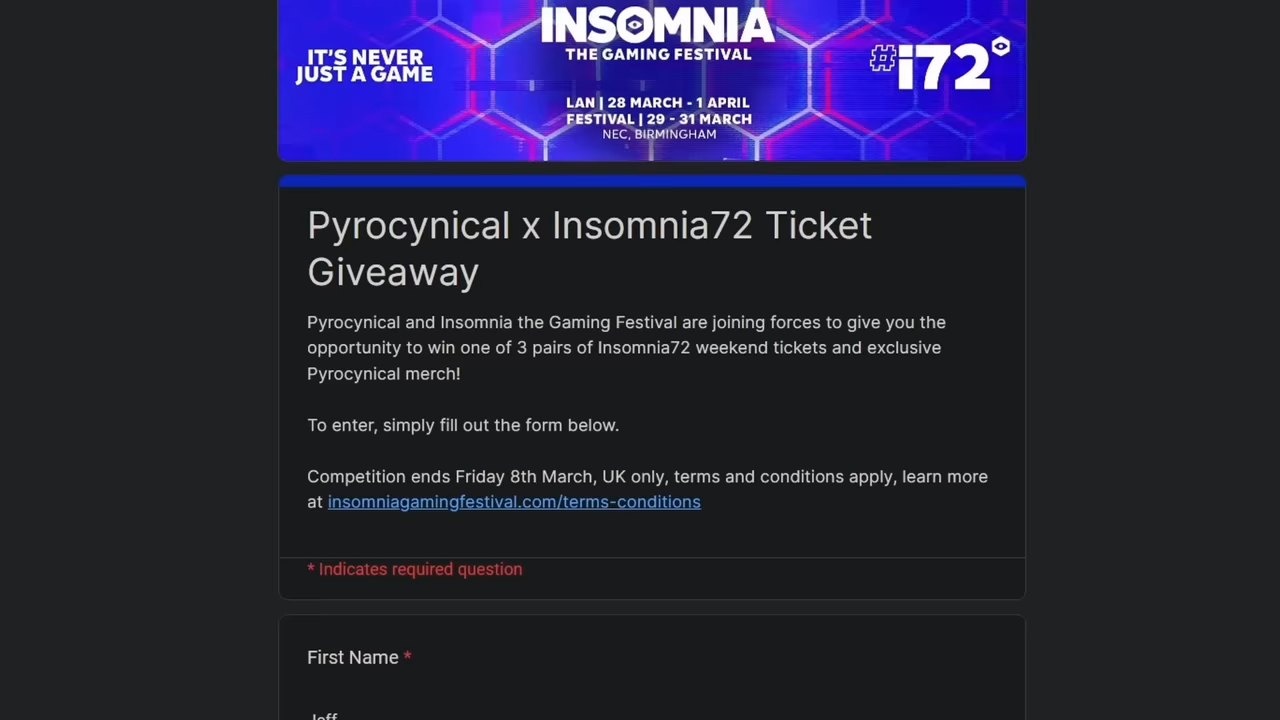 INSOMNIA
THE GAMING FESTIVAL
IT'S NEVER
JUST A GAME
#i72
LAN | 28 MARCH - 1 APRIL
FESTIVAL | 29 - 31 MARCH
NEC, BIRMINGHAM
Pyrocynical x Insomnia72 Ticket
Giveaway
Pyrocynical and Insomnia the Gaming Festival are joining forces to give you the
opportunity to win one of 3 pairs of Insomnia72 weekend tickets and exclusive
Pyrocynical merch!
To enter, simply fill out the form below.
Competition ends Friday 8th March, UK only, terms and conditions apply, learn more
at insomniagamingfestival.com/terms-conditions
* Indicates required question
First Name *
Jeff